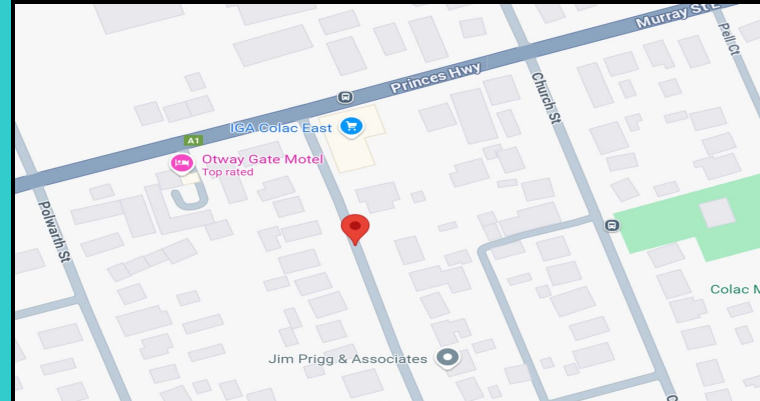 Murray St E
Pell Ct
Princes Hwy
Church St
IGA Colac East
A1
Otway Gate Motel
Top rated
Polwarth St
Colac M
Jim Prigg & Associates
C